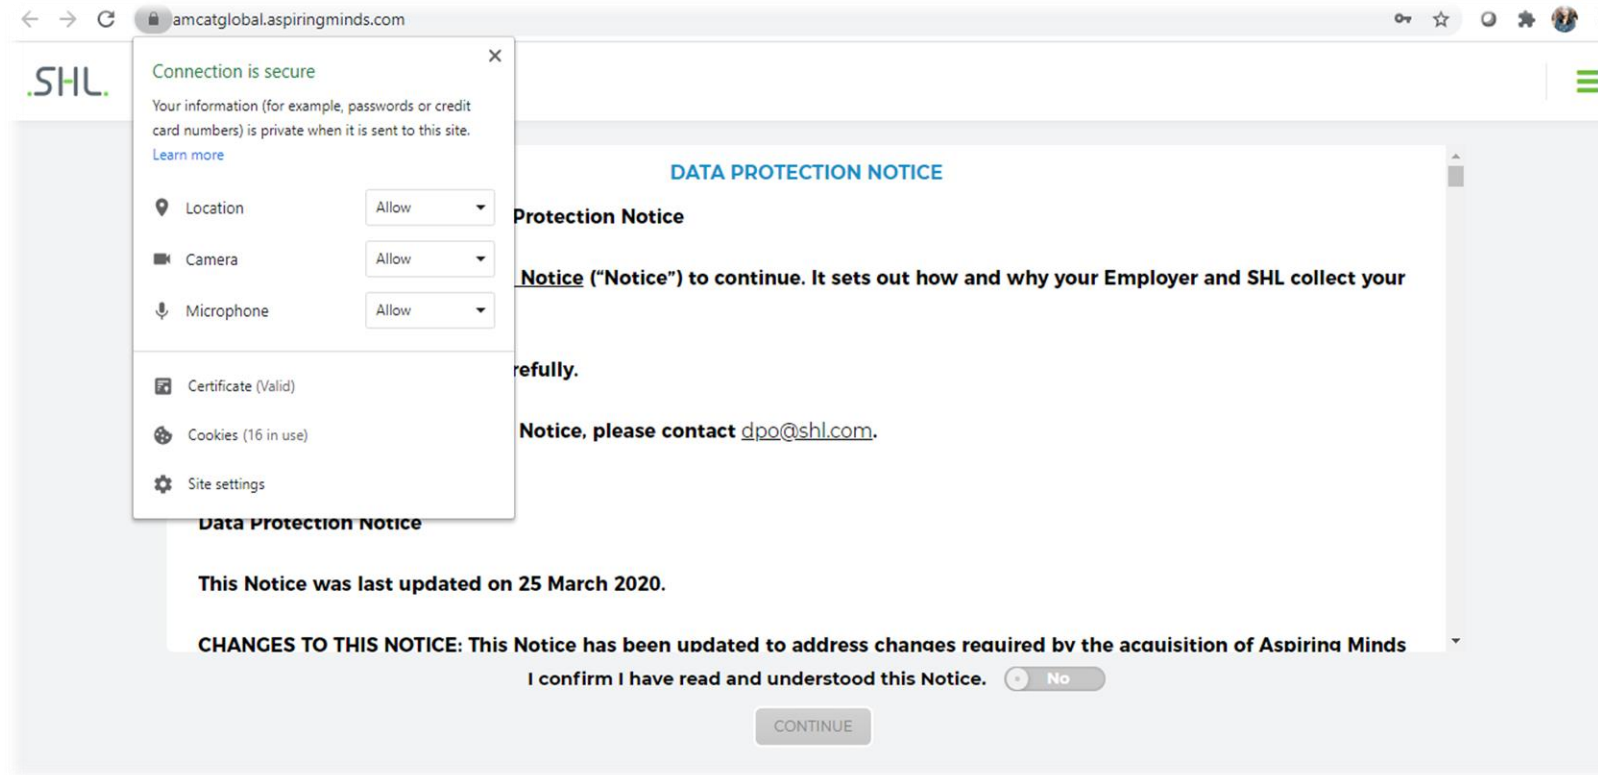 amcatglobal.aspiringminds.com
.SHL.
Connection is secure
Your information (for example, passwords or credit
card numbers) is private when it is sent to this site.
Learn more
Location Allow
Camera Allow
Microphone Allow
Certificate (Valid)
Cookies (16 in use)
Site settings
DATA PROTECTION NOTICE
Protection Notice
Notice (“Notice”) to continue. It sets out how and why your Employer and SHL collect your
refully.
Notice, please contact dpo@shl.com.
Data Protection Notice
This Notice was last updated on 25 March 2020.
CHANGES TO THIS NOTICE: This Notice has been updated to address changes required by the acquisition of Aspiring Minds
I confirm I have read and understood this Notice. No
CONTINUE